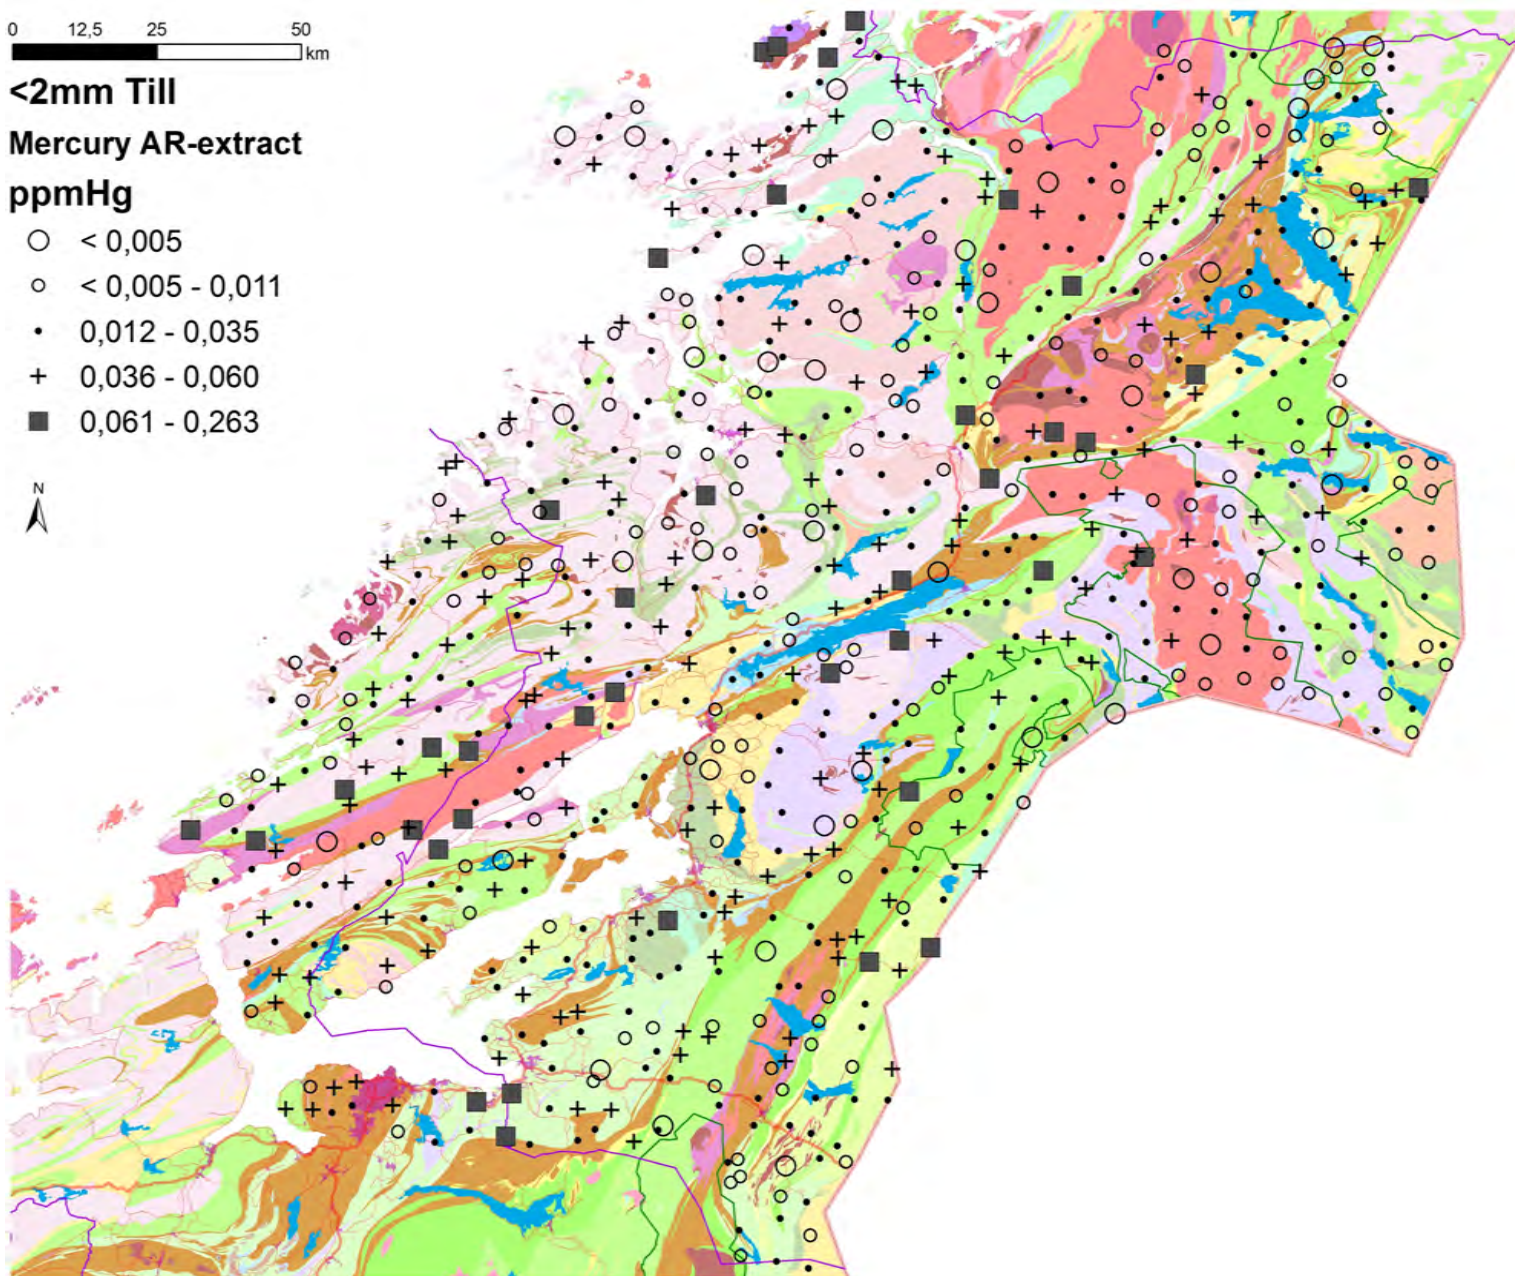 0 12,5 25 50
km
<2mm Till
Mercury AR-extract
ppmHg
< 0,005
< 0,005 - 0,011
0,012 - 0,035
0,036 - 0,060
0,061 - 0,263
N